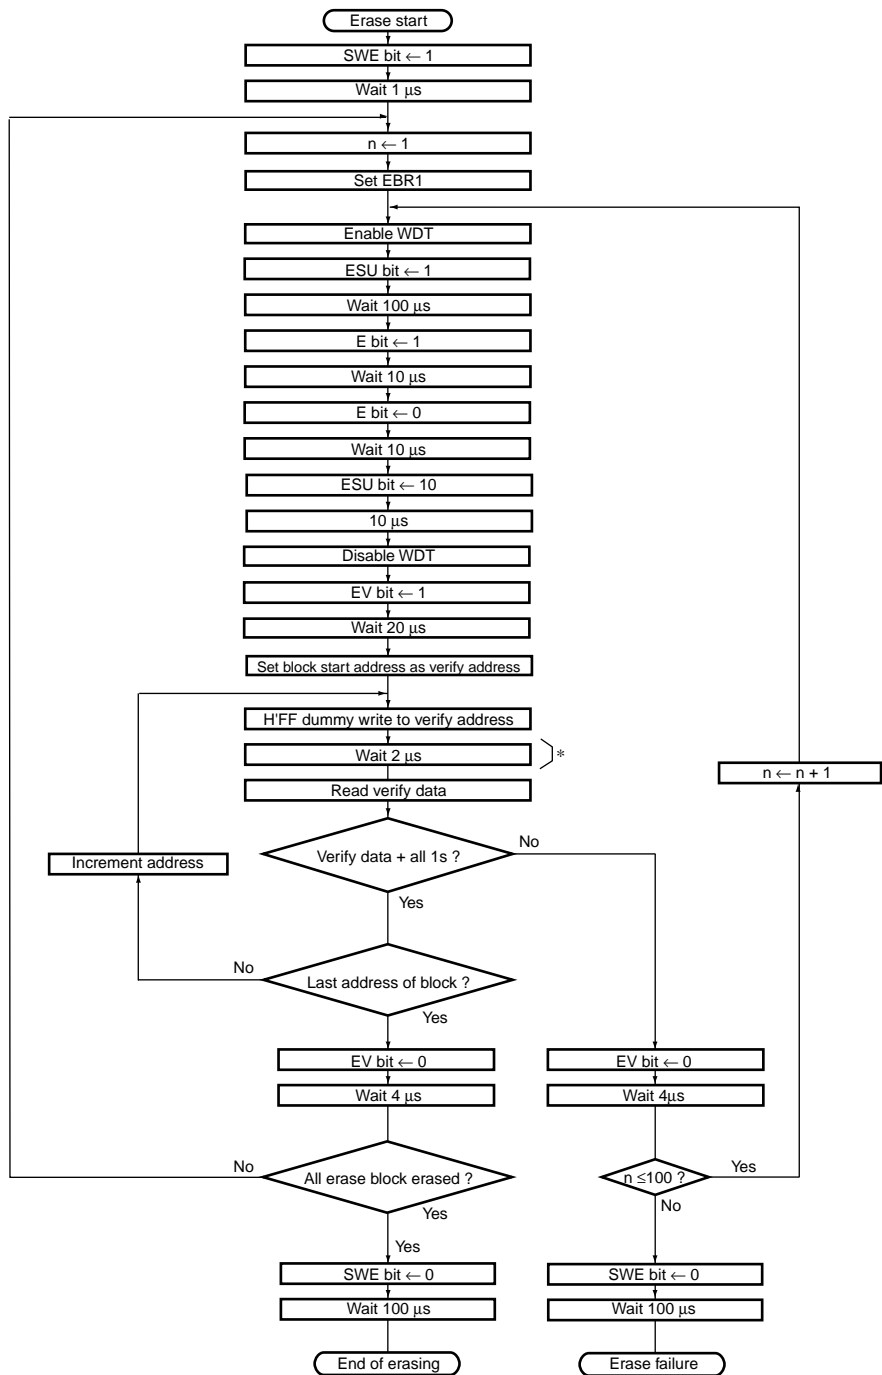 Erase start
SWE bit ← 1
Wait 1 μs
n ← 1
Set EBR1
Enable WDT
ESU bit ← 1
Wait 100 μs
E bit ← 1
Wait 10 μs
E bit ← 0
Wait 10 μs
ESU bit ← 10
10 μs
Disable WDT
EV bit ← 1
Wait 20 μs
Set block start address as verify address
H'FF dummy write to verify address
Wait 2 μs
*
n ← n + 1
Read verify data
No
Verify data + all 1s ?
Increment address
Yes
No
Last address of block ?
Yes
EV bit ← 0
EV bit ← 0
Wait 4 μs
Wait 4μs
No
All erase block erased ?
n ≤100 ?
Yes
Yes
No
Yes
SWE bit ← 0
SWE bit ← 0
Wait 100 μs
Wait 100 μs
End of erasing
Erase failure